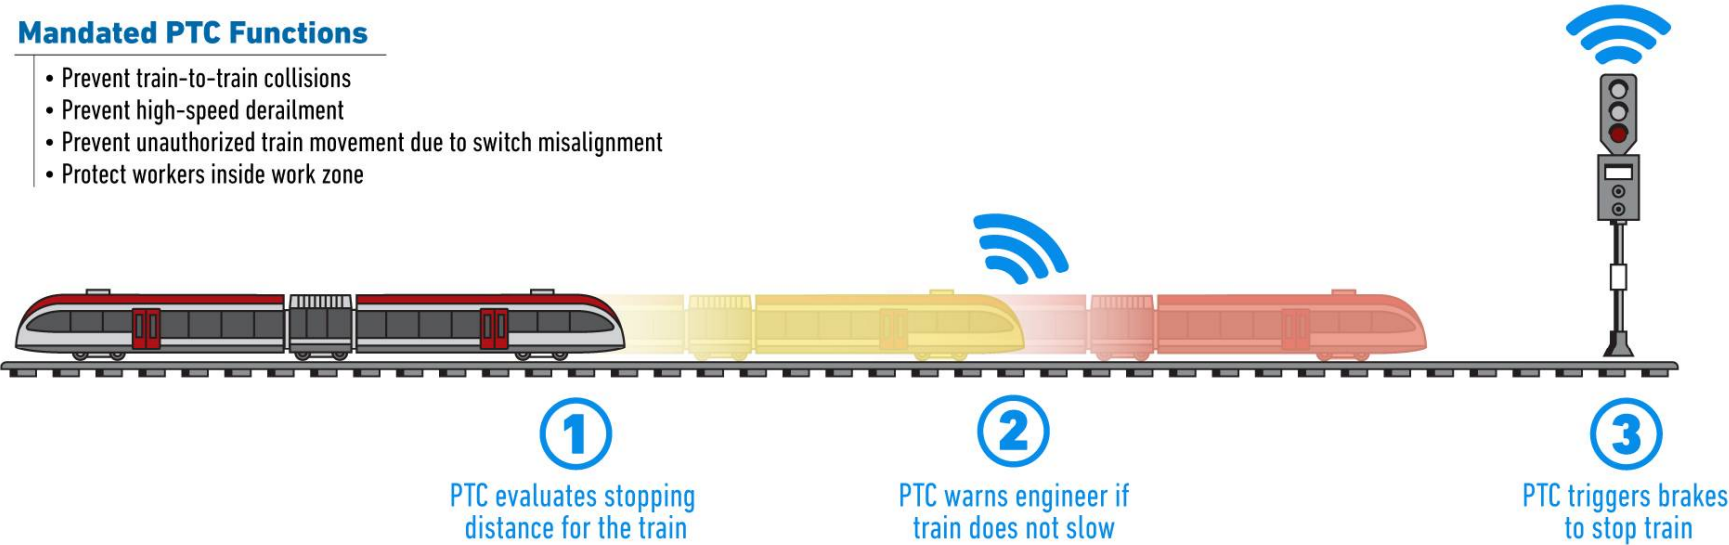 Mandated PTC Functions
• Prevent train-to-train collisions
• Prevent high-speed derailment
• Prevent unauthorized train movement due to switch misalignment
• Protect workers inside work zone
1
PTC evaluates stopping
distance for the train
2
PTC warns engineer if
train does not slow
3
PTC triggers brakes
to stop train